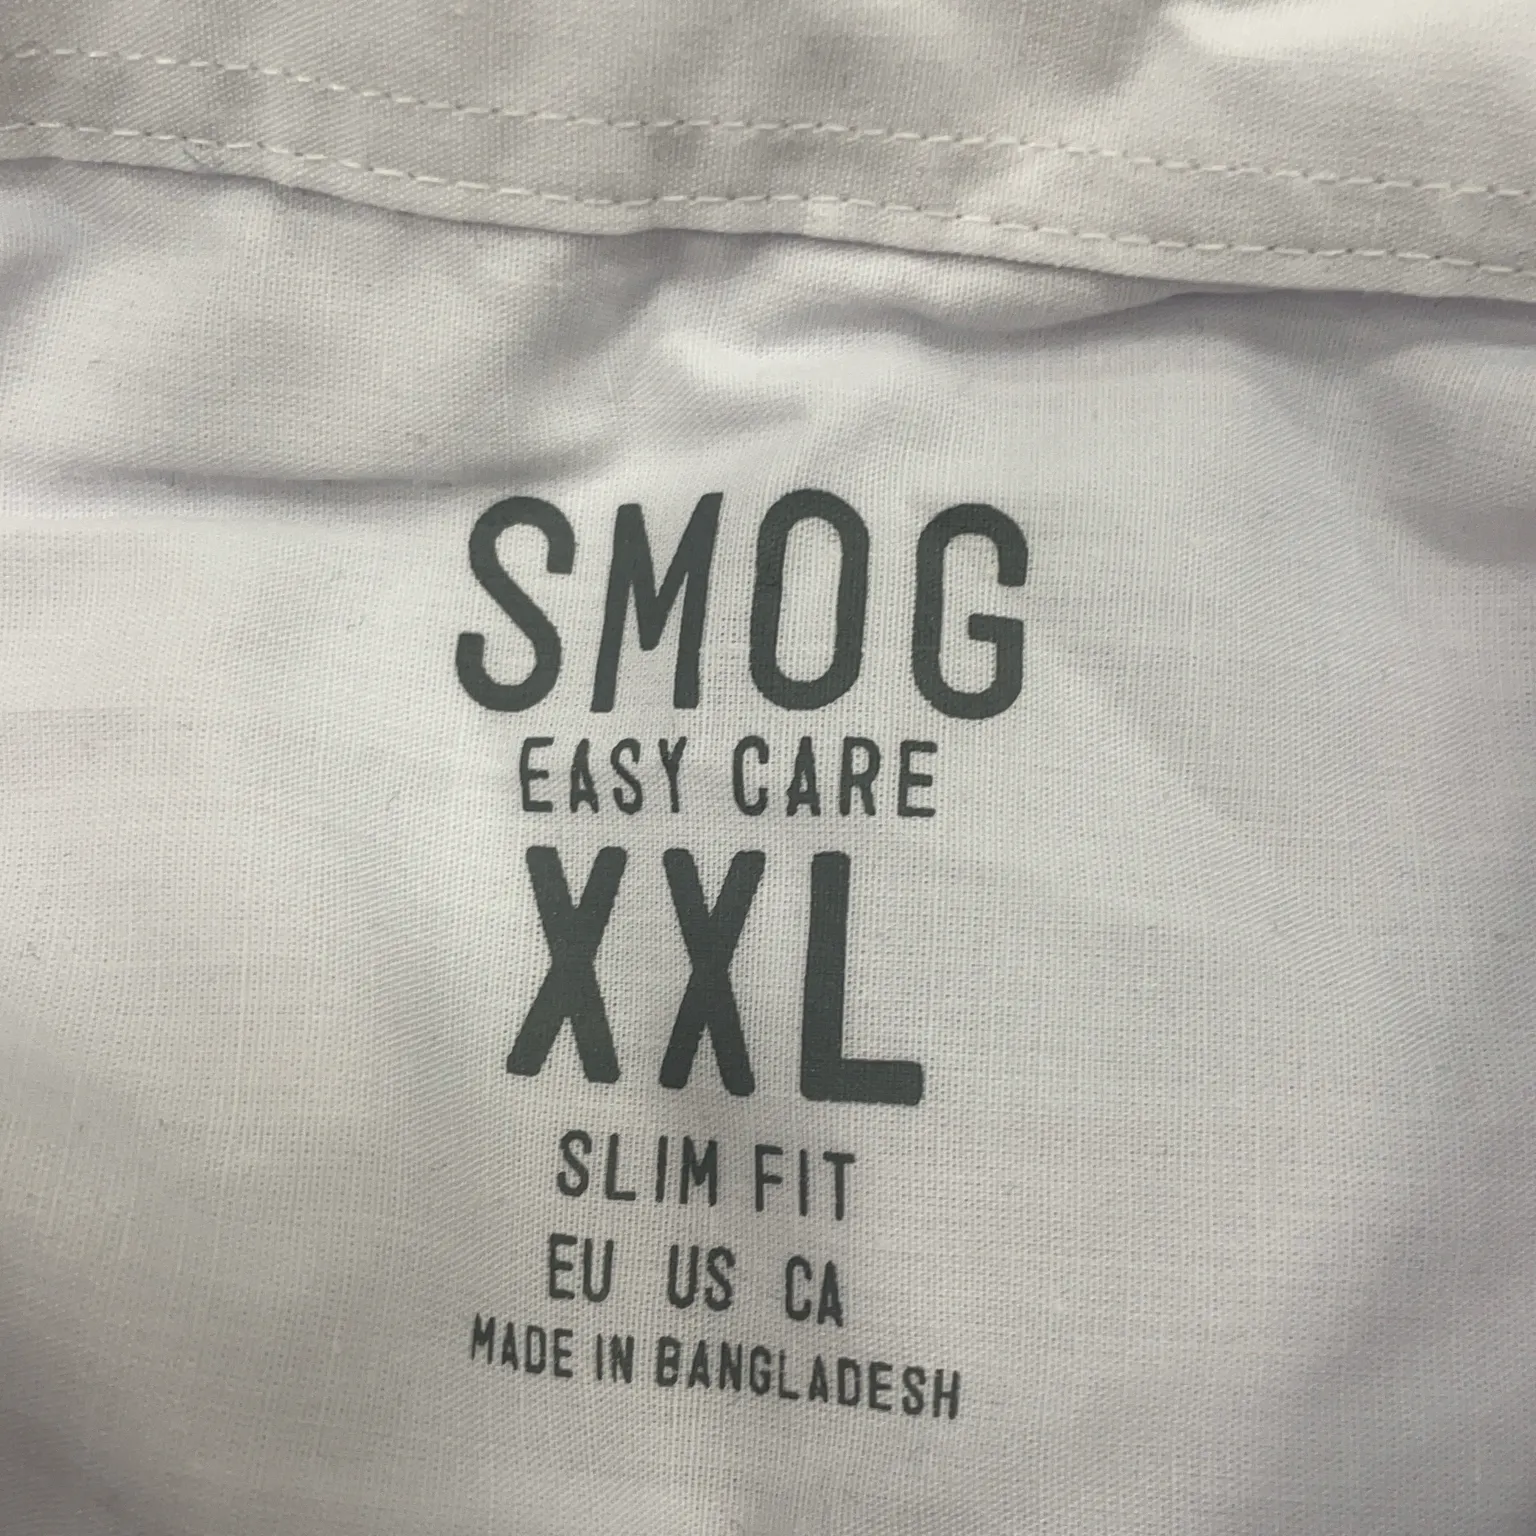 SMOG
EASY CARE
XXL
SLIM FIT
EU US CA
MADE IN BANGLADESH